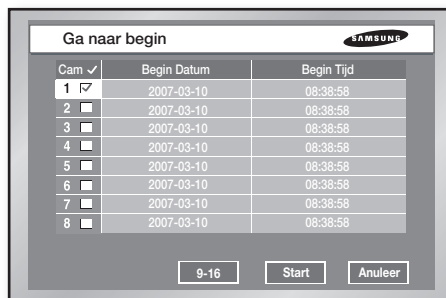 Ga naar begin SAMSUNG
Cam ✓ Begin Datum Begin Tijd
1 ☑ 2007-03-10 08:38:58
2 ☐ 2007-03-10 08:38:58
3 ☐ 2007-03-10 08:38:58
4 ☐ 2007-03-10 08:38:58
5 ☐ 2007-03-10 08:38:58
6 ☐ 2007-03-10 08:38:58
7 ☐ 2007-03-10 08:38:58
8 ☐ 2007-03-10 08:38:58
9-16 Start Anuleer